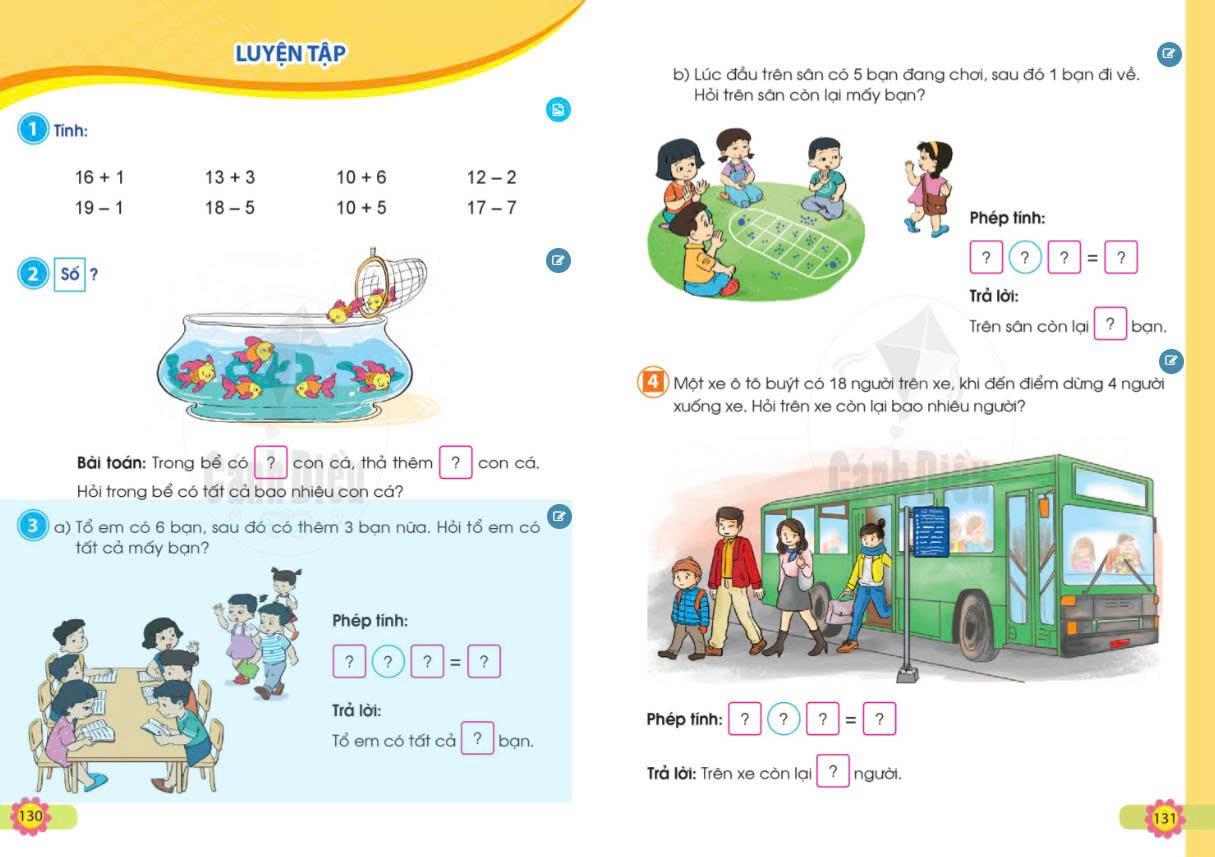 LUYỆN TẬP
1 Tính:
16 + 1 13 + 3 10 + 6 12 – 2
19 – 1 18 – 5 10 + 5 17 – 7
2 Số ?
Bài toán: Trong bể có ? con cá, thả thêm ? con cá.
Hỏi trong bể có tất cả bao nhiêu con cá?
3 a) Tổ em có 6 bạn, sau đó có thêm 3 bạn nữa. Hỏi tổ em có
tất cả mấy bạn?
Phép tính:
? ? ? = ?
Trả lời:
Tổ em có tất cả ? bạn.
130
b) Lúc đầu trên sân có 5 bạn đang chơi, sau đó 1 bạn đi về.
Hỏi trên sân còn lại mấy bạn?
Phép tính:
? ? ? = ?
Trả lời:
Trên sân còn lại ? bạn.
4 Một xe ô tô buýt có 18 người trên xe, khi đến điểm dừng 4 người
xuống xe. Hỏi trên xe còn lại bao nhiêu người?
Phép tính: ? ? ? = ?
Trả lời: Trên xe còn lại ? người.
131
Cánh Diều
Cánh Diều